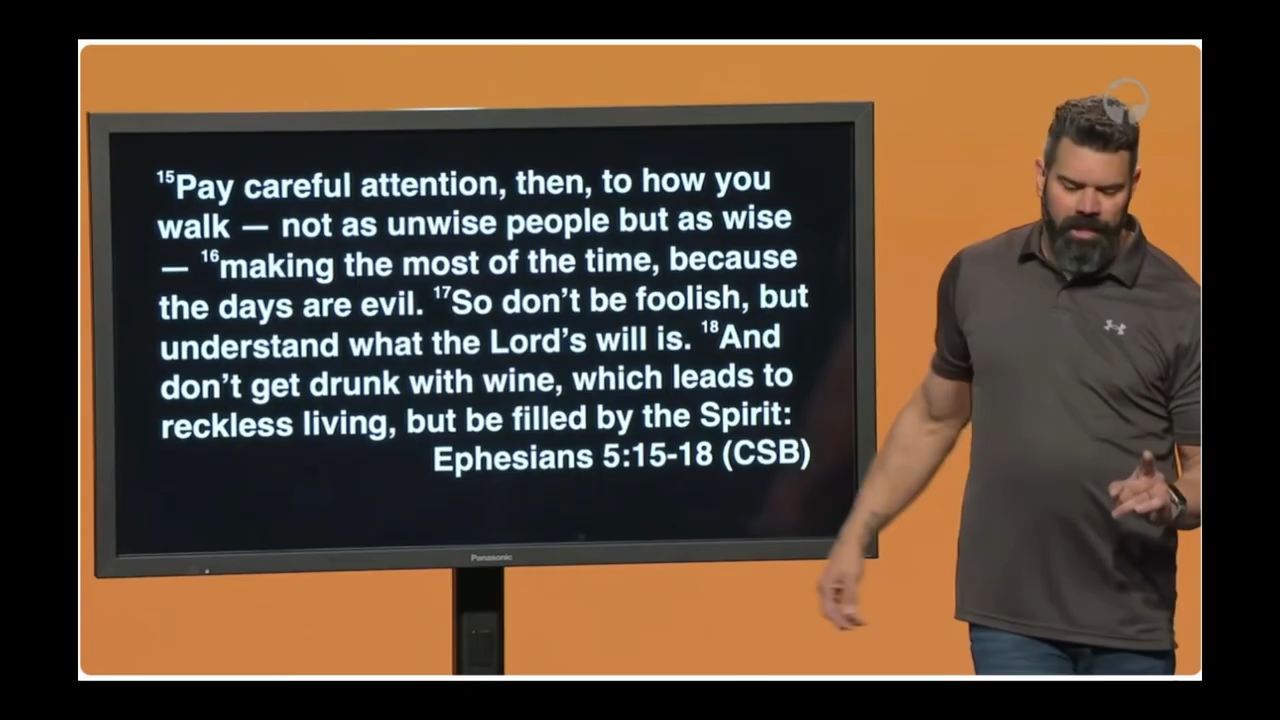 ¹⁵Pay careful attention, then, to how you
walk — not as unwise people but as wise
— ¹⁶making the most of the time, because
the days are evil. ¹⁷So don’t be foolish, but
understand what the Lord’s will is. ¹⁸And
don’t get drunk with wine, which leads to
reckless living, but be filled by the Spirit:
Ephesians 5:15-18 (CSB)
Panasonic